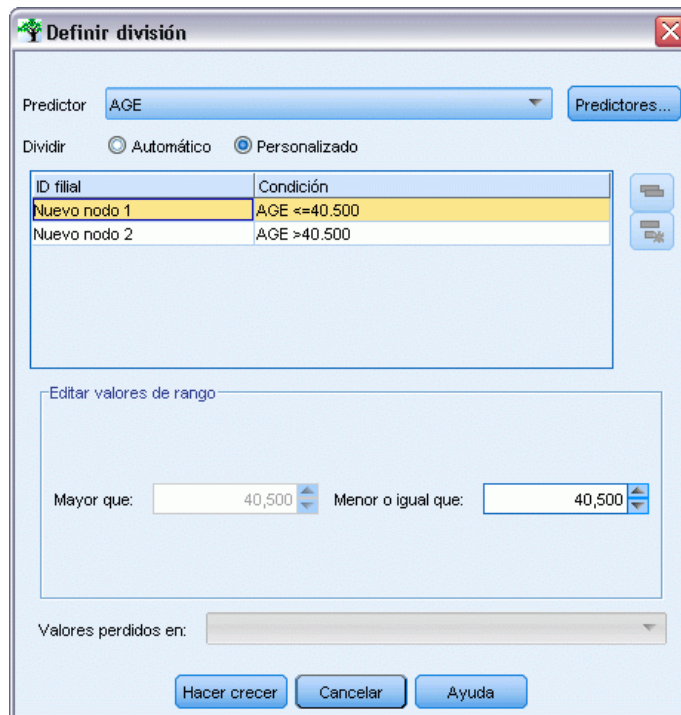 Definir división
Predictor AGE Predictores...
Dividir Automático Personalizado
ID filial Condición
Nuevo nodo 1 AGE <=40.500
Nuevo nodo 2 AGE >40.500
Editar valores de rango
Mayor que: 40,500 Menor o igual que: 40,500
Valores perdidos en:
Hacer crecer Cancelar Ayuda